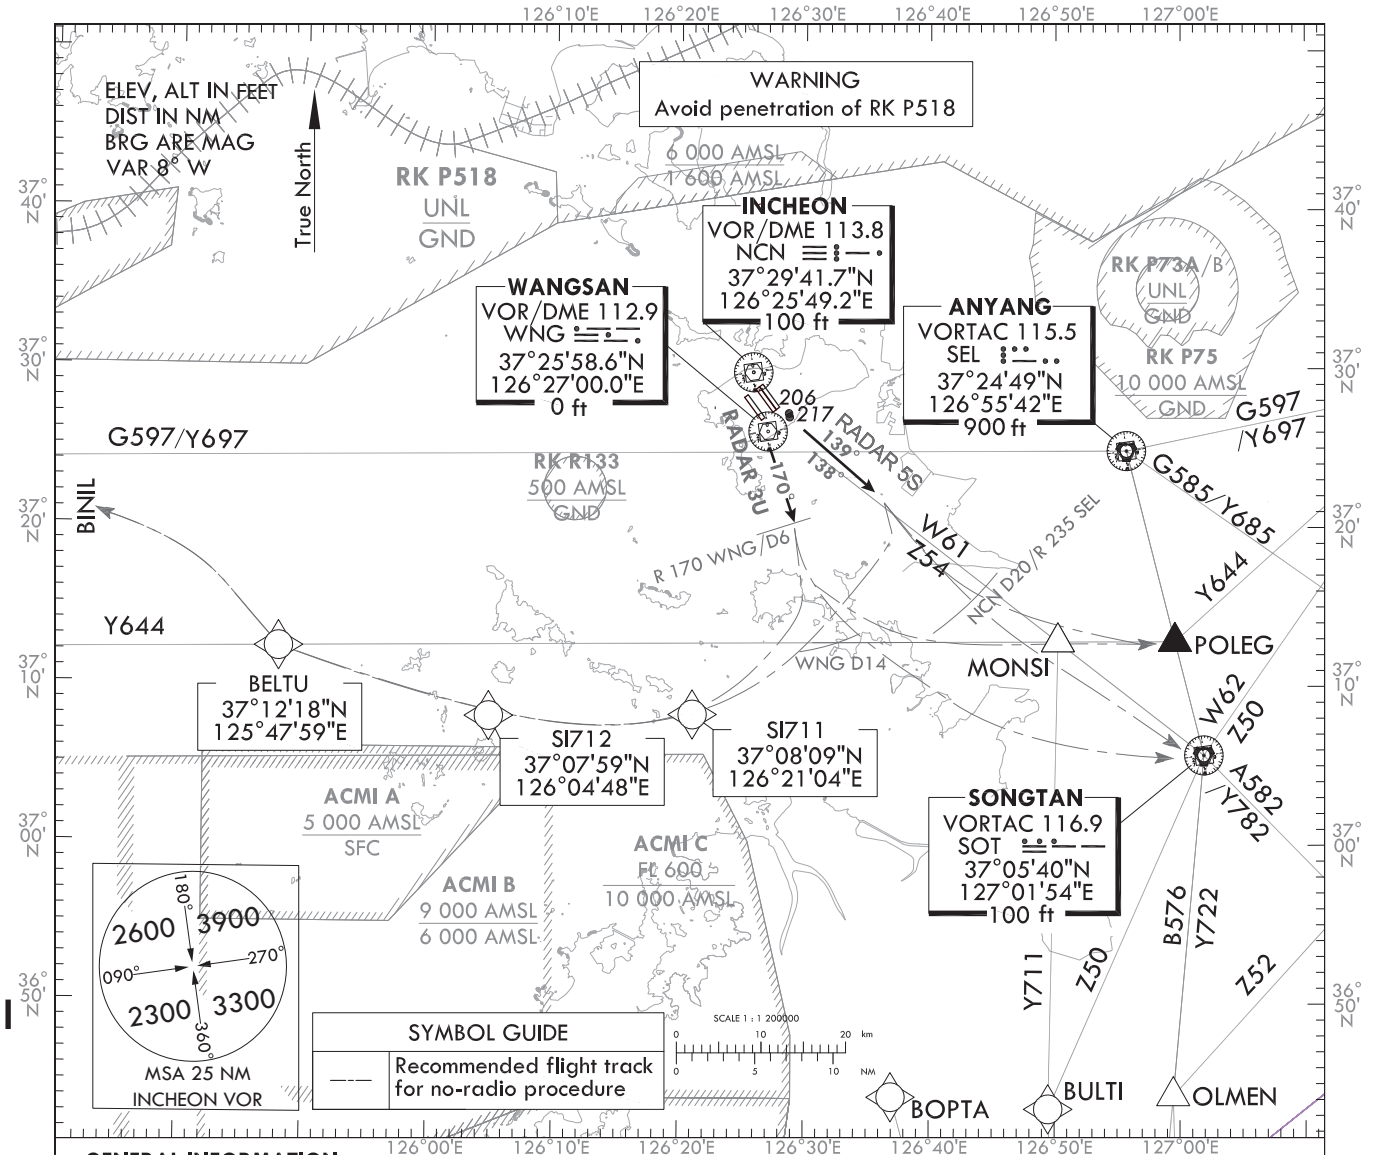 126°10'E
126°20'E
126°30'E
126°40'E
126°50'E
127°00'E
ELEV, ALT IN FEET
DIST IN NM
BRG ARE MAG
VAR 8° W
True North
WARNING
Avoid penetration of RK P518
6 000 AMSL
1 600 AMSL
RK P518
UNL
GND
37°
40'
N
37°
40'
N
INCHEON
VOR/DME 113.8
NCN
37°29'41.7"N
126°25'49.2"E
100 ft
WANGSAN
VOR/DME 112.9
WNG
37°25'58.6"N
126°27'00.0"E
0 ft
ANYANG
VORTAC 115.5
SEL
37°24'49"N
126°55'42"E
900 ft
RK P73A/B
UNL
GND
RK P75
10 000 AMSL
GND
37°
30'
N
37°
30'
N
206
217
G597/Y697
G597
/Y697
RADAR 3U
170°
139°
138°
RADAR 5S
RK R133
500 AMSL
GND
G585/Y685
BINIL
37°
20'
N
37°
20'
N
W61
Z54
R 170 WNG/D6
NCN D20/R 235 SEL
Y644
Y644
WNG D14
MONSI
POLEG
37°
10'
N
37°
10'
N
BELTU
37°12'18"N
125°47'59"E
SI712
37°07'59"N
126°04'48"E
SI711
37°08'09"N
126°21'04"E
W62
Z50
A582
/Y782
SONGTAN
VORTAC 116.9
SOT
37°05'40"N
127°01'54"E
100 ft
ACMI A
5 000 AMSL
SFC
ACMI B
9 000 AMSL
6 000 AMSL
ACMI C
FL 600
10 000 AMSL
37°
00'
N
37°
00'
N
180°
2600
3900
090°
270°
2300
3300
360°
MSA 25 NM
INCHEON VOR
Y711
Z50
B576
Y722
Z52
36°
50'
N
36°
50'
N
SYMBOL GUIDE
Recommended flight track
for no-radio procedure
SCALE 1 : 1 200000
0 10 20 km
0 5 10 NM
BOPTA
BULTI
OLMEN
126°00'E
126°10'E
126°20'E
126°30'E
126°40'E
126°50'E
127°00'E
GENERAL INFORMATION